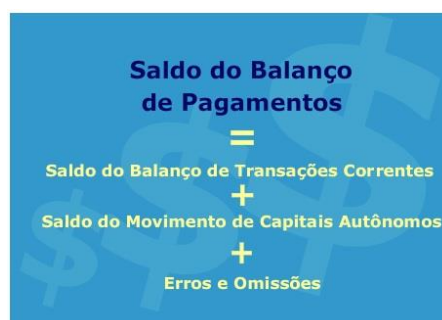 Saldo do Balanço
de Pagamentos
=
Saldo do Balanço de Transações Correntes
+
Saldo do Movimento de Capitais Autônomos
+
Erros e Omissões